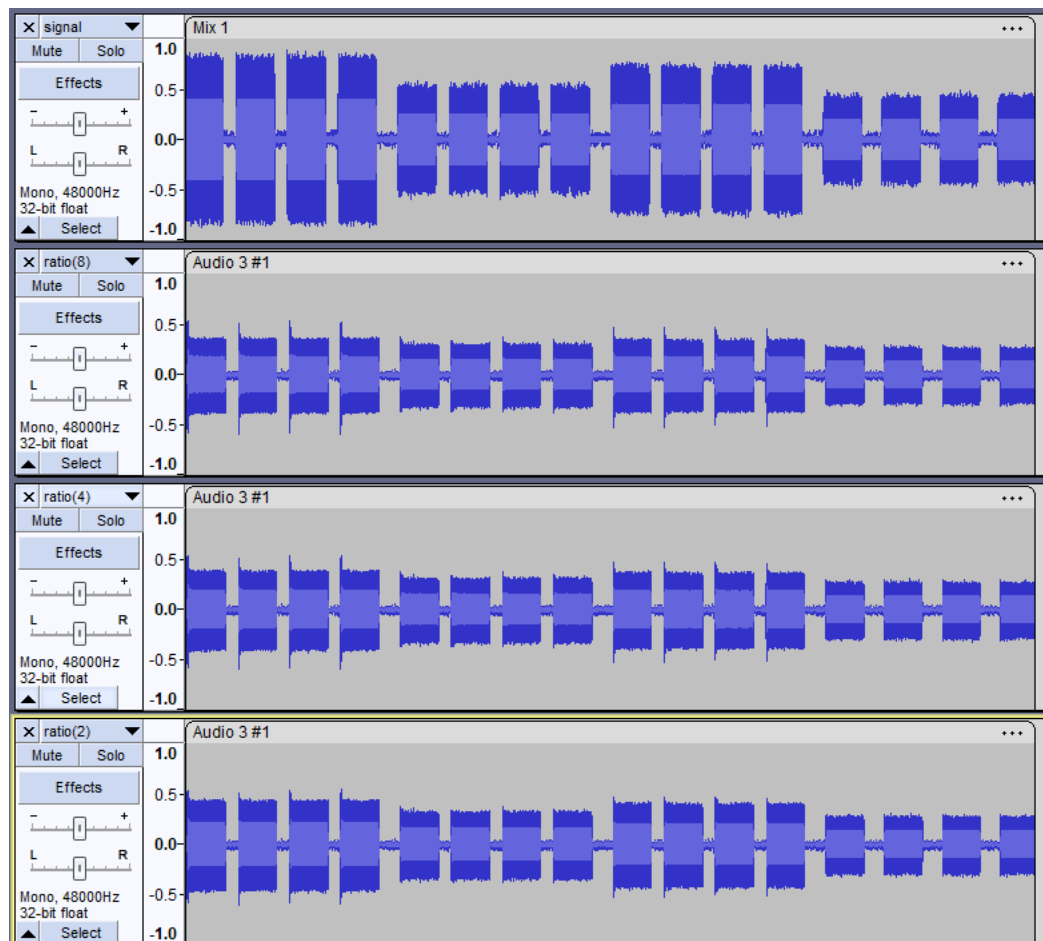 signal
Mix 1
Mute Solo
Effects
- +
L R
Mono, 48000Hz
32-bit float
Select
1.0
0.5-
0.0-
-0.5-
-1.0
ratio(8)
Audio 3 #1
Mute Solo
Effects
- +
L R
Mono, 48000Hz
32-bit float
Select
1.0
0.5-
0.0-
-0.5-
-1.0
ratio(4)
Audio 3 #1
Mute Solo
Effects
- +
L R
Mono, 48000Hz
32-bit float
Select
1.0
0.5-
0.0-
-0.5-
-1.0
ratio(2)
Audio 3 #1
Mute Solo
Effects
- +
L R
Mono, 48000Hz
32-bit float
Select
1.0
0.5-
0.0-
-0.5-
-1.0